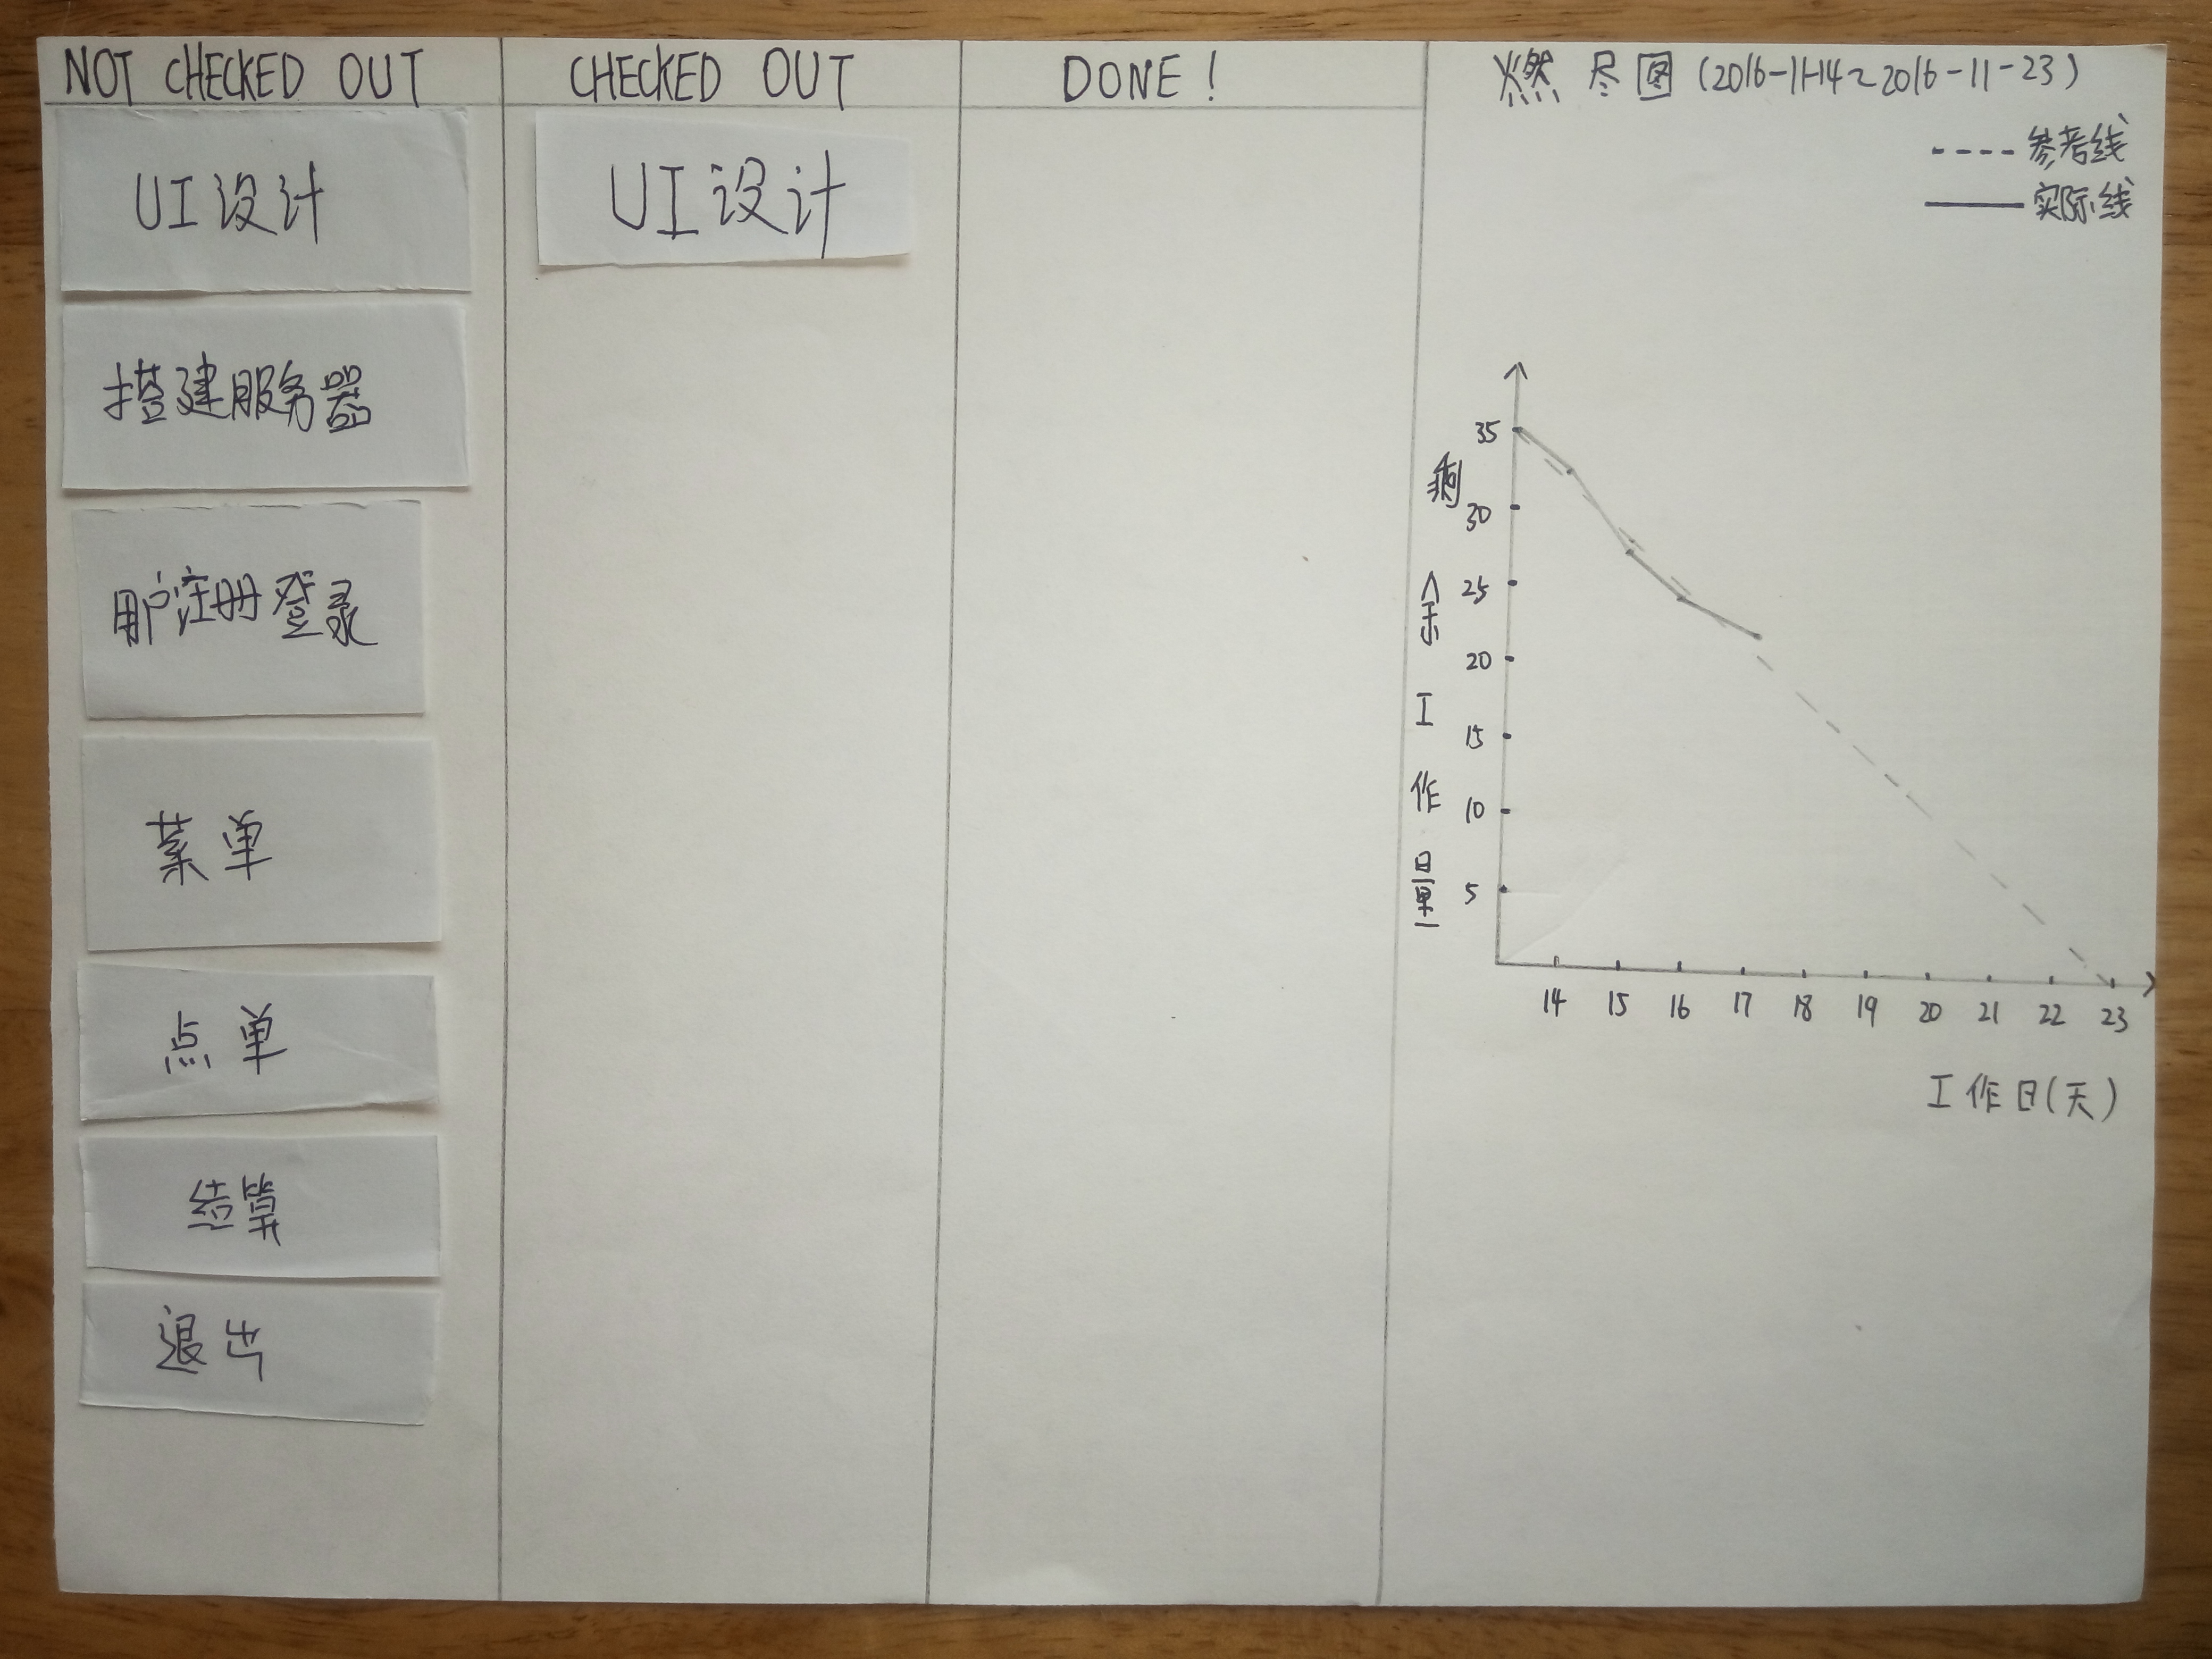 NOT CHECKED OUT
UI设计
搭建服务器
用户注册登录
菜单
点单
结算
退出
CHECKED OUT
UI设计
DONE!
燃尽图(2016-11-14~2016-11-23)
参考线
实际线
剩余工作量
35
30
25
20
15
10
5
14 15 16 17 18 19 20 21 22 23
工作日(天)